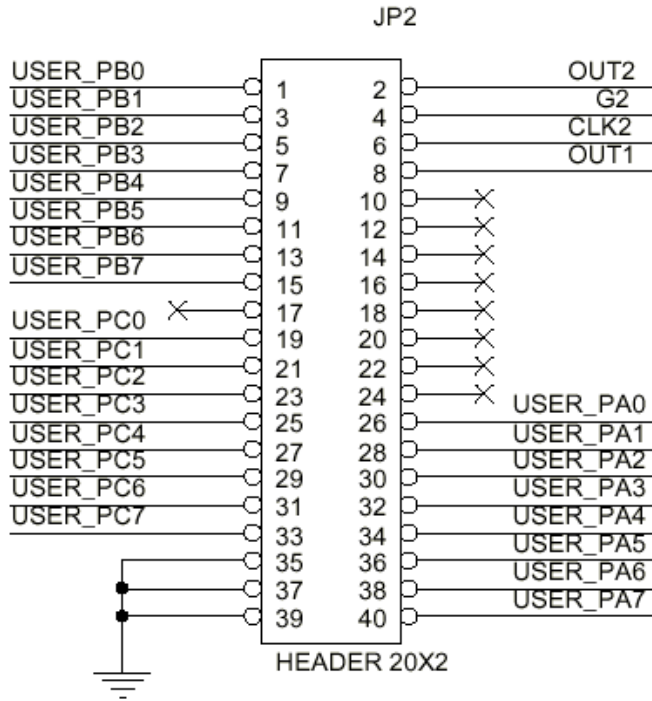 JP2
USER_PB0 1 2 OUT2
USER_PB1 3 4 G2
USER_PB2 5 6 CLK2
USER_PB3 7 8 OUT1
USER_PB4 9 10
USER_PB5 11 12
USER_PB6 13 14
USER_PB7 15 16
17 18
USER_PC0 19 20
USER_PC1 21 22
USER_PC2 23 24
USER_PC3 25 26 USER_PA0
USER_PC4 27 28 USER_PA1
USER_PC5 29 30 USER_PA2
USER_PC6 31 32 USER_PA3
USER_PC7 33 34 USER_PA4
35 36 USER_PA5
37 38 USER_PA6
39 40 USER_PA7
HEADER 20X2